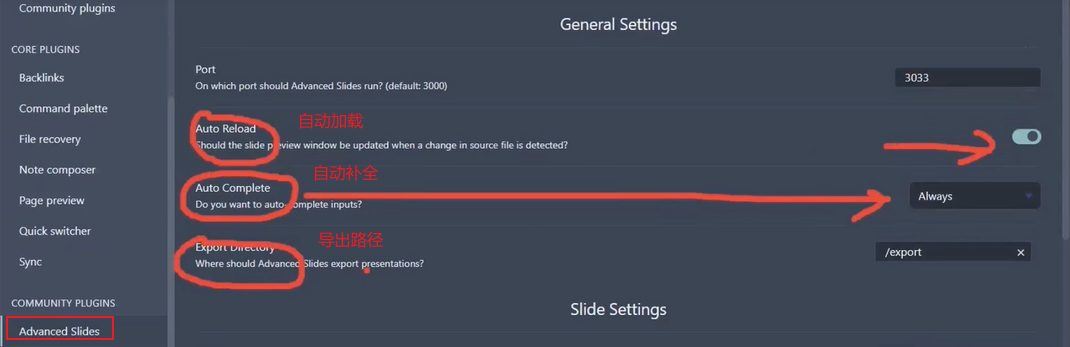 Community plugins
CORE PLUGINS
Backlinks
Command palette
File recovery
Note composer
Page preview
Quick switcher
Sync
COMMUNITY PLUGINS
Advanced Slides
General Settings
Port
On which port should Advanced Slides run? (default: 3000)
3033
Auto Reload
自动加载
Should the slide preview window be updated when a change in source file is detected?
Auto Complete
自动补全
Do you want to auto-complete inputs?
Always
Export Directory
导出路径
Where should Advanced Slides export presentations?
/export
Slide Settings